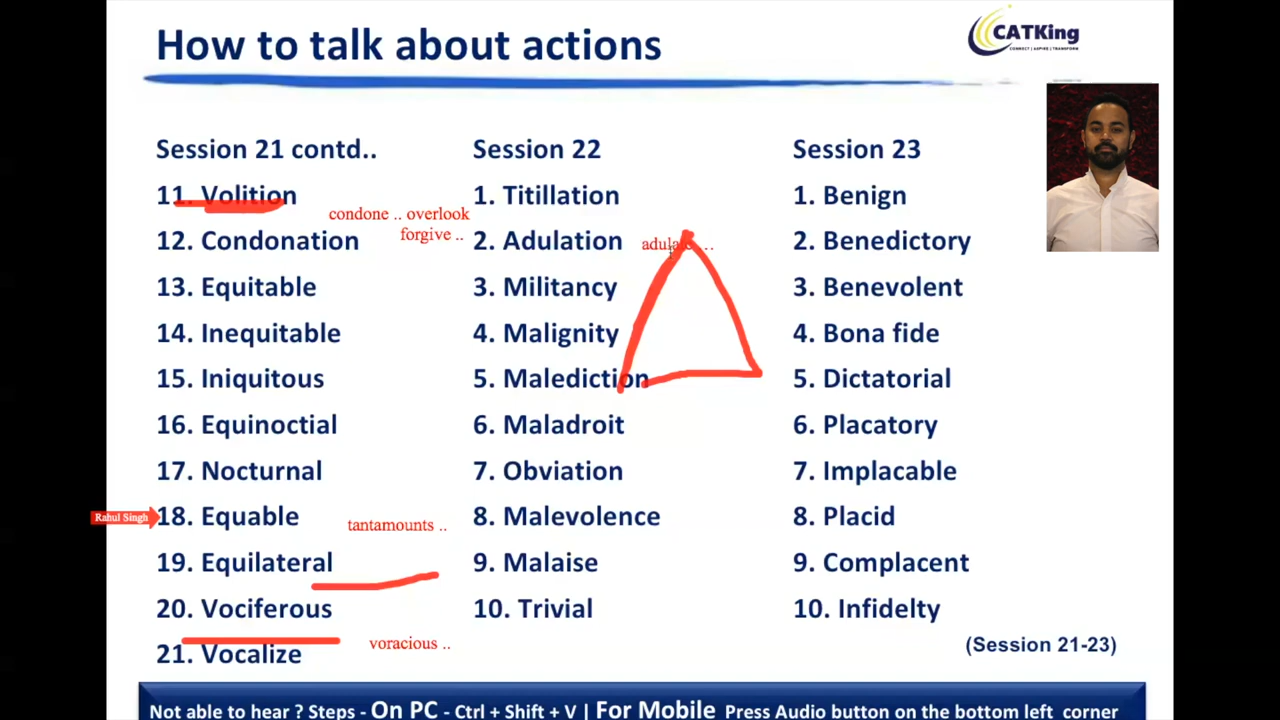 How to talk about actions
CATKing
CONNECT | ASPIRE | TRANSFORM
Session 21 contd..
11. Volition
condone .. overlook
forgive ..
12. Condonation
13. Equitable
14. Inequitable
15. Iniquitous
16. Equinoctial
17. Nocturnal
Rahul Singh
18. Equable
tantamounts ..
19. Equilateral
20. Vociferous
voracious ..
21. Vocalize
Session 22
1. Titillation
2. Adulation
3. Militancy
4. Malignity
5. Malediction
6. Maladroit
7. Obviation
8. Malevolence
9. Malaise
10. Trivial
Session 23
1. Benign
2. Benedictory
3. Benevolent
4. Bona fide
5. Dictatorial
6. Placatory
7. Implacable
8. Placid
9. Complacent
10. Infidelty
(Session 21-23)
Not able to hear ? Steps - On PC - Ctrl + Shift + V | For Mobile Press Audio button on the bottom left corner